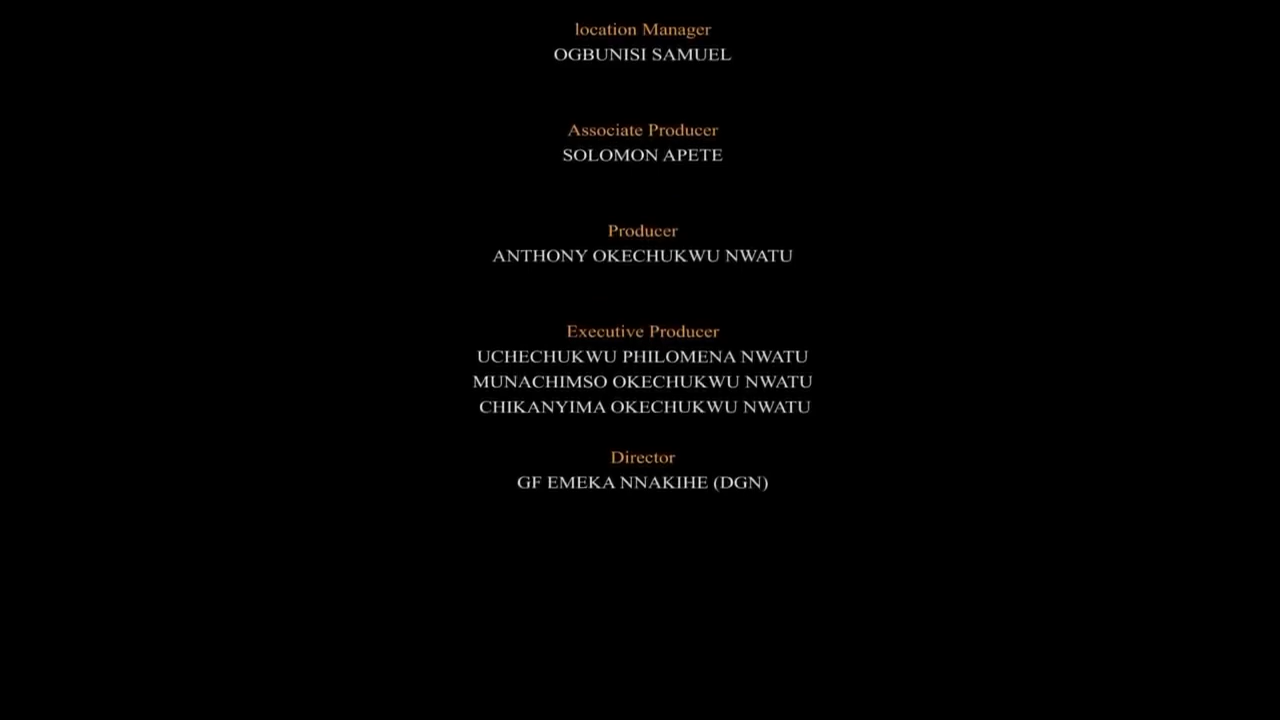 location Manager
OGBUNISI SAMUEL
Associate Producer
SOLOMON APETE
Producer
ANTHONY OKECHUKWU NWATU
Executive Producer
UCHECHUKWU PHILOMENA NWATU
MUNACHIMSO OKECHUKWU NWATU
CHIKANYIMA OKECHUKWU NWATU
Director
GF EMEKA NNAKIHE (DGN)